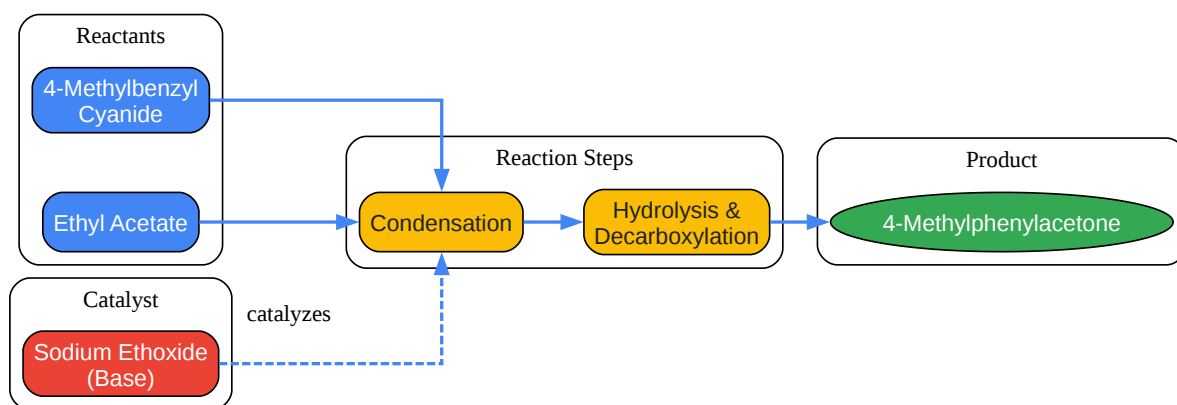 Reactants
4-Methylbenzyl
Cyanide
Ethyl Acetate
Catalyst
Sodium Ethoxide
(Base)
catalyzes
Reaction Steps
Condensation
Hydrolysis &
Decarboxylation
Product
4-Methylphenylacetone